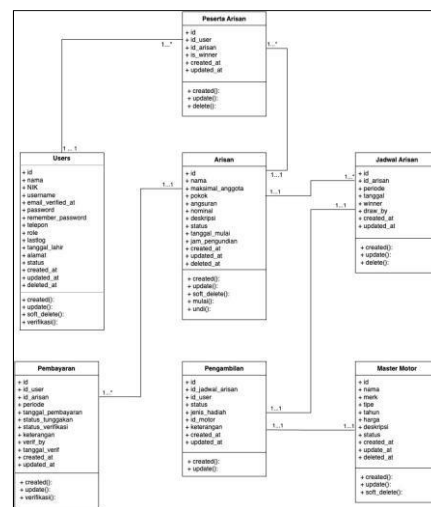 Peserta Arisan
+ id
+ id_user
+ id_arisan
+ is_winner
+ created_at
+ updated_at
+ created():
+ update():
+ delete():
1...*
1...*
1 ... 1
1...1
Users
+ id
+ nama
+ NIK
+ username
+ email_verified_at
+ password
+ remember_password
+ telepon
+ role
+ lastlog
+ tanggal_lahir
+ alamat
+ status
+ created_at
+ updated_at
+ deleted_at
+ created():
+ update():
+ soft_delete():
+ verifikasi():
Arisan
+ id
+ nama
+ maksimal_anggota
+ pokok
+ angsuran
+ nominal
+ deskripsi
+ status
+ tanggal_mulai
+ jam_pengundian
+ created_at
+ updated_at
+ deleted_at
+ created():
+ update():
+ soft_delete():
+ mulai():
+ undi():
1...1
1...1
1...*
1...1
Jadwal Arisan
+ id
+ id_arisan
+ periode
+ tanggal
+ winner
+ draw_by
+ created_at
+ updated_at
+ created():
+ update():
+ delete():
Pembayaran
+ id
+ id_user
+ id_arisan
+ periode
+ tanggal_pembayaran
+ status_tunggakan
+ status_verifikasi
+ keterangan
+ verif_by
+ tanggal_verif
+ created_at
+ updated_at
+ created():
+ update():
+ verifikasi():
1...*
Pengambilan
+ id
+ id_jadwal_arisan
+ id_user
+ status
+ jenis_hadiah
+ id_motor
+ keterangan
+ created_at
+ updated_at
+ created():
+ update():
1...1
1...1
1...1
Master Motor
+ id
+ nama
+ merk
+ tipe
+ tahun
+ harga
+ deskripsi
+ status
+ created_at
+ update_at
+ deleted_at
+ created():
+ update():
+ soft_delete():